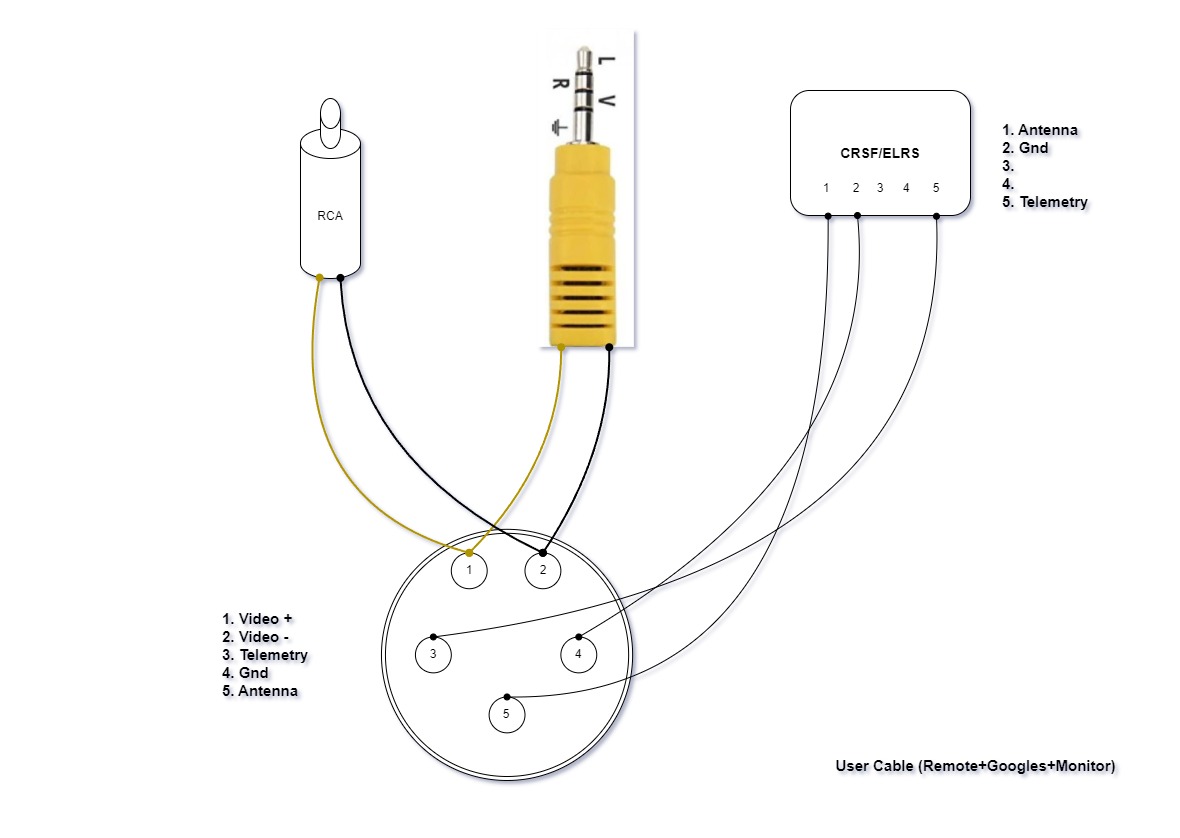 L
R
V
RCA
CRSF/ELRS
1 2 3 4 5
1. Antenna
2. Gnd
3.
4.
5. Telemetry
1 2
3 4
5
1. Video +
2. Video -
3. Telemetry
4. Gnd
5. Antenna
User Cable (Remote+Googles+Monitor)